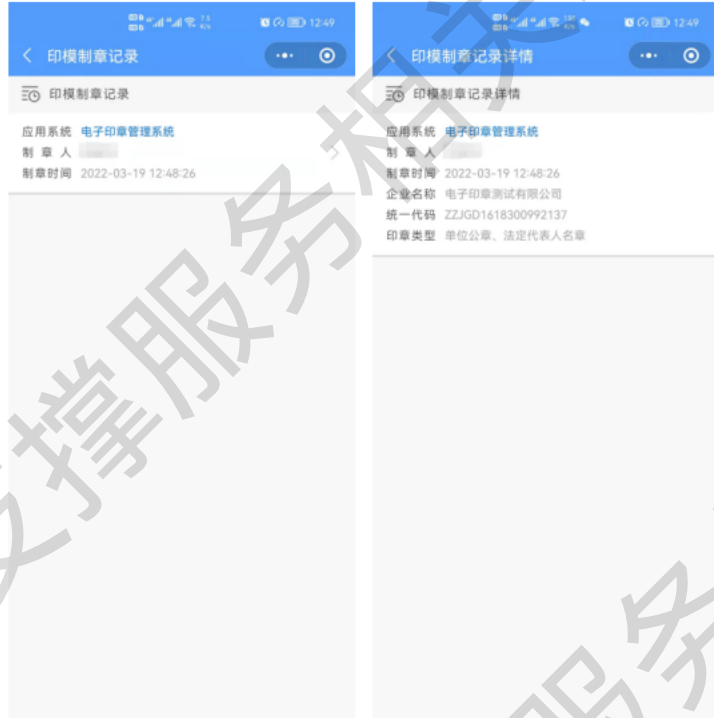 12:49
印模制章记录
印模制章记录
应用系统 电子印章管理系统
制 章 人
制章时间 2022-03-19 12:48:26
12:49
印模制章记录详情
印模制章记录详情
应用系统 电子印章管理系统
制 章 人
制章时间 2022-03-19 12:48:26
企业名称 电子印章测试有限公司
统一代码 ZZJGD1618300992137
印章类型 单位公章、法定代表人名章
支撑服务相关
服务